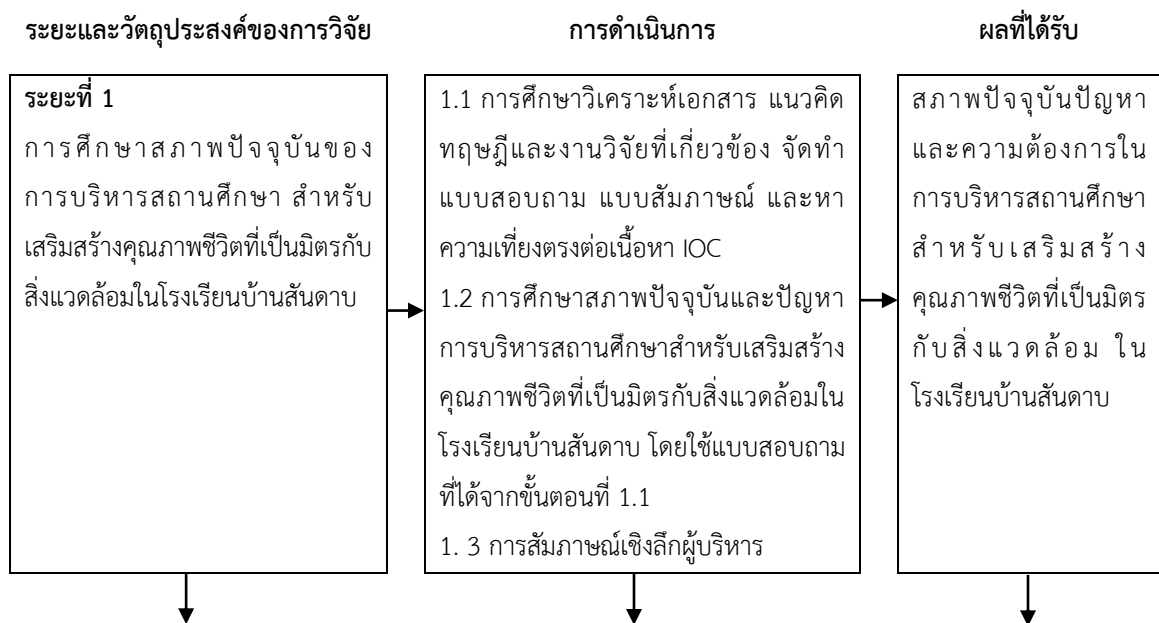 ระยะและวัตถุประสงค์ของการวิจัย
การดำเนินการ
ผลที่ได้รับ
ระยะที่ 1
การศึกษาสภาพปัจจุบันของ
การบริหารสถานศึกษา สำหรับ
เสริมสร้างคุณภาพชีวิตที่เป็นมิตรกับ
สิ่งแวดล้อมในโรงเรียนบ้านสันดาบ
1.1 การศึกษาวิเคราะห์เอกสาร แนวคิด
ทฤษฎีและงานวิจัยที่เกี่ยวข้อง จัดทำ
แบบสอบถาม แบบสัมภาษณ์ และหา
ความเที่ยงตรงต่อเนื้อหา IOC
1.2 การศึกษาสภาพปัจจุบันและปัญหา
การบริหารสถานศึกษาสำหรับเสริมสร้าง
คุณภาพชีวิตที่เป็นมิตรกับสิ่งแวดล้อมใน
โรงเรียนบ้านสันดาบ โดยใช้แบบสอบถาม
ที่ได้จากขั้นตอนที่ 1.1
1. 3 การสัมภาษณ์เชิงลึกผู้บริหาร
สภาพปัจจุบันปัญหา
และความต้องการใน
การบริหารสถานศึกษา
สำหรับเสริมสร้าง
คุณภาพชีวิตที่เป็นมิตร
กับสิ่งแวดล้อม ใน
โรงเรียนบ้านสันดาบ